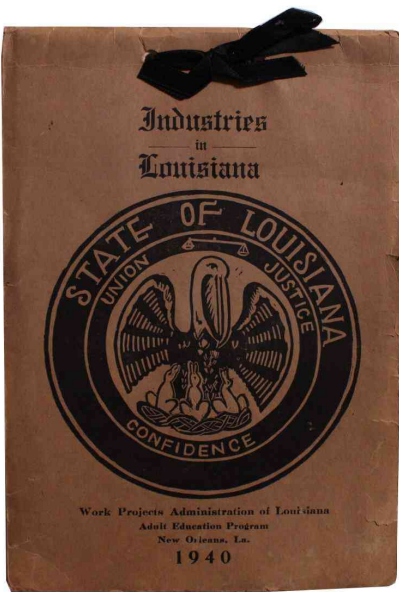 Industries
in
Louisiana
STATE OF LOUISIANA
UNION JUSTICE
CONFIDENCE
Work Projects Administration of Louisiana
Adult Education Program
New Orleans, La.
1940